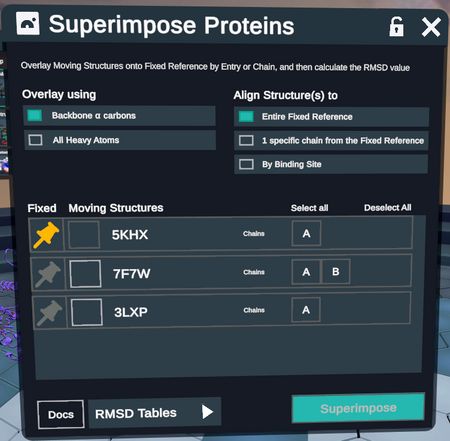 Superimpose Proteins
Overlay Moving Structures onto Fixed Reference by Entry or Chain, and then calculate the RMSD value
Overlay using
Backbone α carbons
All Heavy Atoms
Align Structure(s) to
Entire Fixed Reference
1 specific chain from the Fixed Reference
By Binding Site
Fixed Moving Structures Select all Deselect All
5KHX Chains A
7F7W Chains A B
3LXP Chains A
Docs RMSD Tables Superimpose